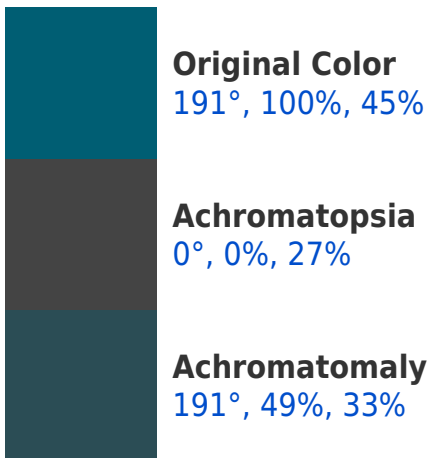 Original Color
191°, 100%, 45%
Achromatopsia
0°, 0%, 27%
Achromatomaly
191°, 49%, 33%